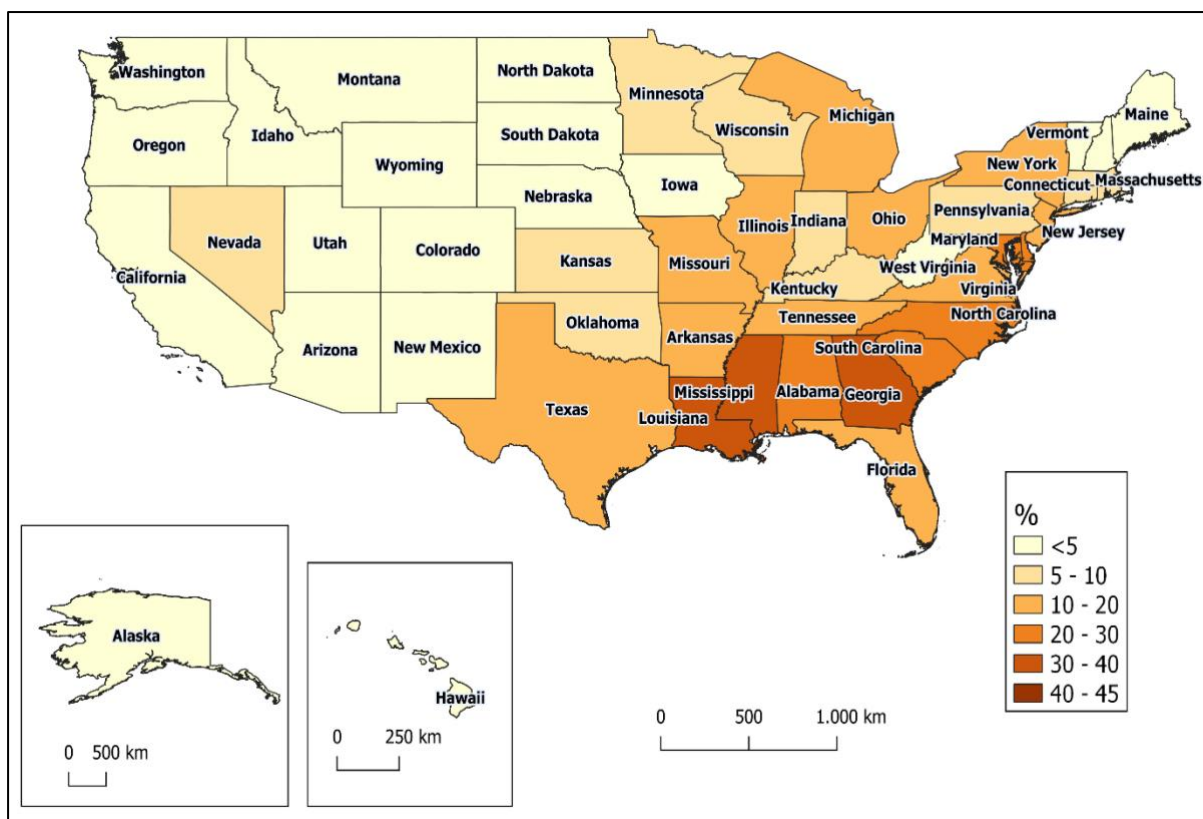 Washington
Montana
North Dakota
Minnesota
Michigan
Maine
Vermont
Oregon
Idaho
South Dakota
Wisconsin
New York
Wyoming
Connecticut
Massachusetts
Nebraska
Iowa
Illinois
Indiana
Ohio
Pennsylvania
New Jersey
Nevada
Utah
Colorado
Kansas
Missouri
Maryland
West Virginia
California
Kentucky
Virginia
North Carolina
Tennessee
Oklahoma
Arkansas
Arizona
New Mexico
South Carolina
Mississippi
Alabama
Georgia
Texas
Louisiana
Florida
%
<5
5 - 10
10 - 20
20 - 30
30 - 40
40 - 45
Alaska
0 500 km
Hawaii
0 250 km
0 500 1.000 km